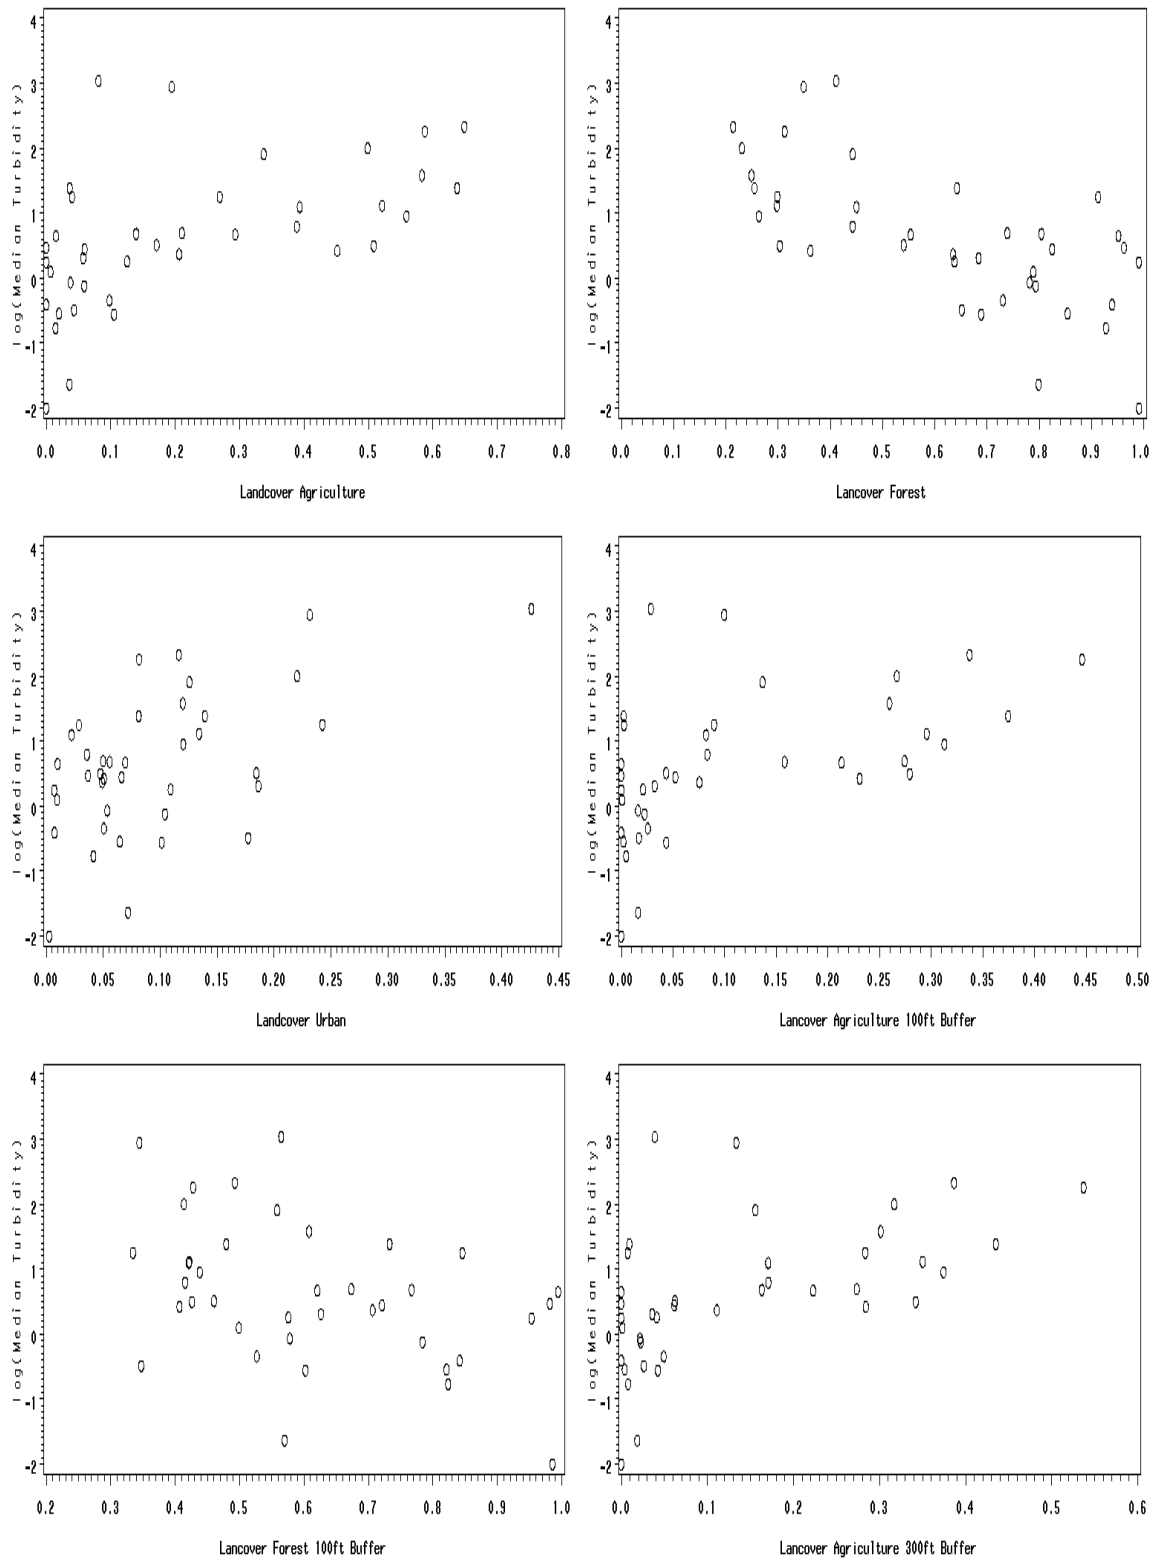 4
3
2
1
0
-1
-2
log(Median Turbidity)
0.0 0.1 0.2 0.3 0.4 0.5 0.6 0.7 0.8
Landcover Agriculture
4
3
2
1
0
-1
-2
log(Median Turbidity)
0.0 0.1 0.2 0.3 0.4 0.5 0.6 0.7 0.8 0.9 1.0
Lancover Forest
4
3
2
1
0
-1
-2
log(Median Turbidity)
0.00 0.05 0.10 0.15 0.20 0.25 0.30 0.35 0.40 0.45
Landcover Urban
4
3
2
1
0
-1
-2
log(Median Turbidity)
0.00 0.05 0.10 0.15 0.20 0.25 0.30 0.35 0.40 0.45 0.50
Lancover Agriculture 100ft Buffer
4
3
2
1
0
-1
-2
log(Median Turbidity)
0.2 0.3 0.4 0.5 0.6 0.7 0.8 0.9 1.0
Lancover Forest 100ft Buffer
4
3
2
1
0
-1
-2
log(Median Turbidity)
0.0 0.1 0.2 0.3 0.4 0.5 0.6
Lancover Agriculture 300ft Buffer